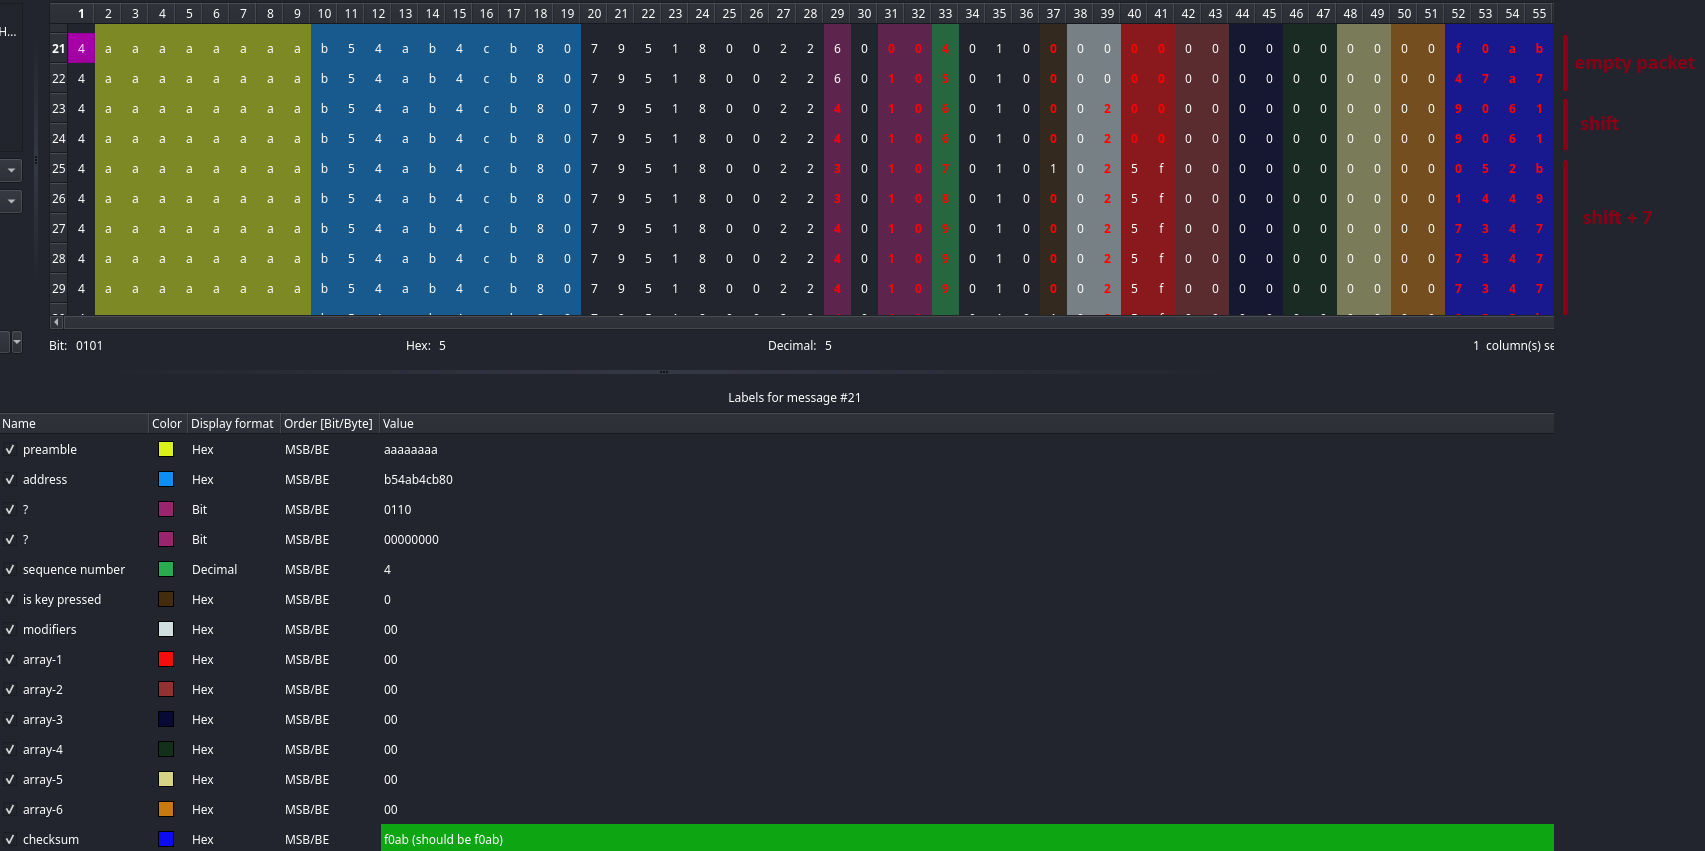 1 2 3 4 5 6 7 8 9 10 11 12 13 14 15 16 17 18 19 20 21 22 23 24 25 26 27 28 29 30 31 32 33 34 35 36 37 38 39 40 41 42 43 44 45 46 47 48 49 50 51 52 53 54 55
H...
21 4 a a a a a a a a b 5 4 a b 4 c b 8 0 7 9 5 1 8 0 0 2 2 6 0 0 0 4 0 1 0 0 0 0 0 0 0 0 0 0 0 0 0 0 0 0 f 0 a b
empty packet
22 4 a a a a a a a a b 5 4 a b 4 c b 8 0 7 9 5 1 8 0 0 2 2 6 0 1 0 5 0 1 0 0 0 0 0 0 0 0 0 0 0 0 0 0 0 0 4 7 a 7
23 4 a a a a a a a a b 5 4 a b 4 c b 8 0 7 9 5 1 8 0 0 2 2 4 0 1 0 6 0 1 0 0 0 2 0 0 0 0 0 0 0 0 0 0 0 0 9 0 6 1
shift
24 4 a a a a a a a a b 5 4 a b 4 c b 8 0 7 9 5 1 8 0 0 2 2 4 0 1 0 6 0 1 0 0 0 2 0 0 0 0 0 0 0 0 0 0 0 0 9 0 6 1
25 4 a a a a a a a a b 5 4 a b 4 c b 8 0 7 9 5 1 8 0 0 2 2 3 0 1 0 7 0 1 0 1 0 2 5 f 0 0 0 0 0 0 0 0 0 0 0 5 2 b
26 4 a a a a a a a a b 5 4 a b 4 c b 8 0 7 9 5 1 8 0 0 2 2 3 0 1 0 8 0 1 0 0 0 2 5 f 0 0 0 0 0 0 0 0 0 0 1 4 4 9
shift + 7
27 4 a a a a a a a a b 5 4 a b 4 c b 8 0 7 9 5 1 8 0 0 2 2 4 0 1 0 9 0 1 0 0 0 2 5 f 0 0 0 0 0 0 0 0 0 0 7 3 4 7
28 4 a a a a a a a a b 5 4 a b 4 c b 8 0 7 9 5 1 8 0 0 2 2 4 0 1 0 9 0 1 0 0 0 2 5 f 0 0 0 0 0 0 0 0 0 0 7 3 4 7
29 4 a a a a a a a a b 5 4 a b 4 c b 8 0 7 9 5 1 8 0 0 2 2 4 0 1 0 9 0 1 0 0 0 2 5 f 0 0 0 0 0 0 0 0 0 0 7 3 4 7
Bit: 0101 Hex: 5 Decimal: 5 1 column(s) se
Labels for message #21
Name Color Display format Order [Bit/Byte] Value
preamble Hex MSB/BE aaaaaaaa
address Hex MSB/BE b54ab4cb80
? Bit MSB/BE 0110
? Bit MSB/BE 00000000
sequence number Decimal MSB/BE 4
is key pressed Hex MSB/BE 0
modifiers Hex MSB/BE 00
array-1 Hex MSB/BE 00
array-2 Hex MSB/BE 00
array-3 Hex MSB/BE 00
array-4 Hex MSB/BE 00
array-5 Hex MSB/BE 00
array-6 Hex MSB/BE 00
checksum Hex MSB/BE f0ab (should be f0ab)